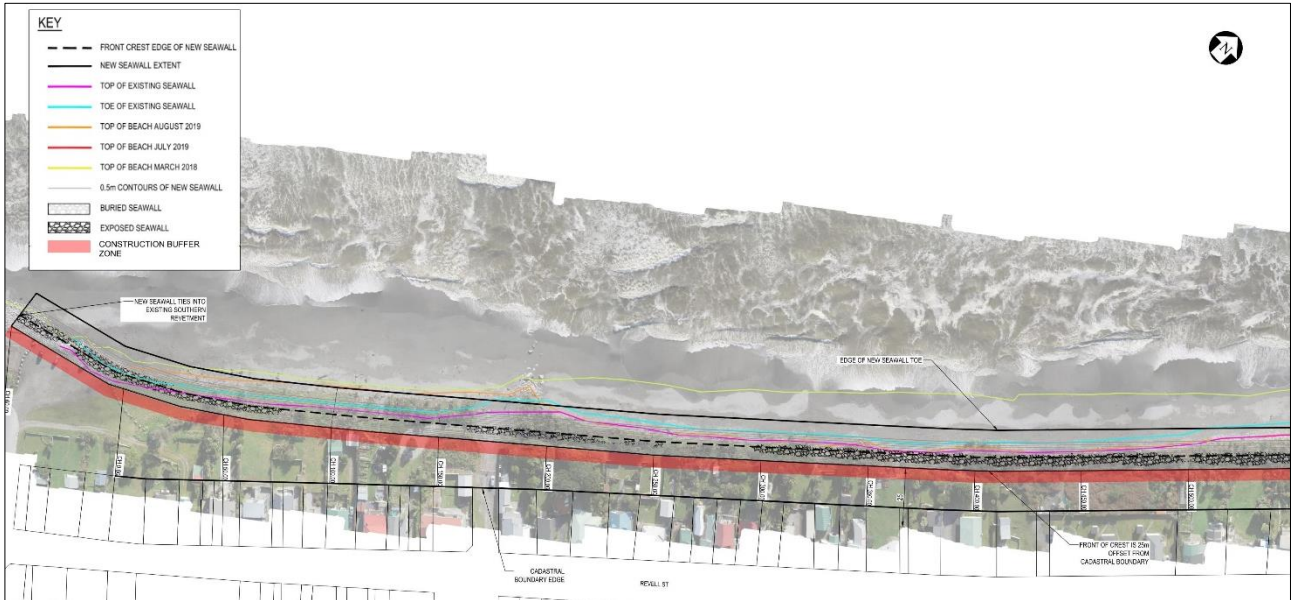 KEY
FRONT CREST EDGE OF NEW SEAWALL
NEW SEAWALL EXTENT
TOP OF EXISTING SEAWALL
TOE OF EXISTING SEAWALL
TOP OF BEACH AUGUST 2019
TOP OF BEACH JULY 2019
TOP OF BEACH MARCH 2018
0.5m CONTOURS OF NEW SEAWALL
BURIED SEAWALL
EXPOSED SEAWALL
CONSTRUCTION BUFFER
ZONE
N
NEW SEAWALL TIES INTO
EXISTING SOUTHERN
REVETMENT
EDGE OF NEW SEAWALL TOE
FRONT OF CREST IS 25m
OFFSET FROM
CADASTRAL BOUNDARY
CADASTRAL
BOUNDARY EDGE
REVELL ST